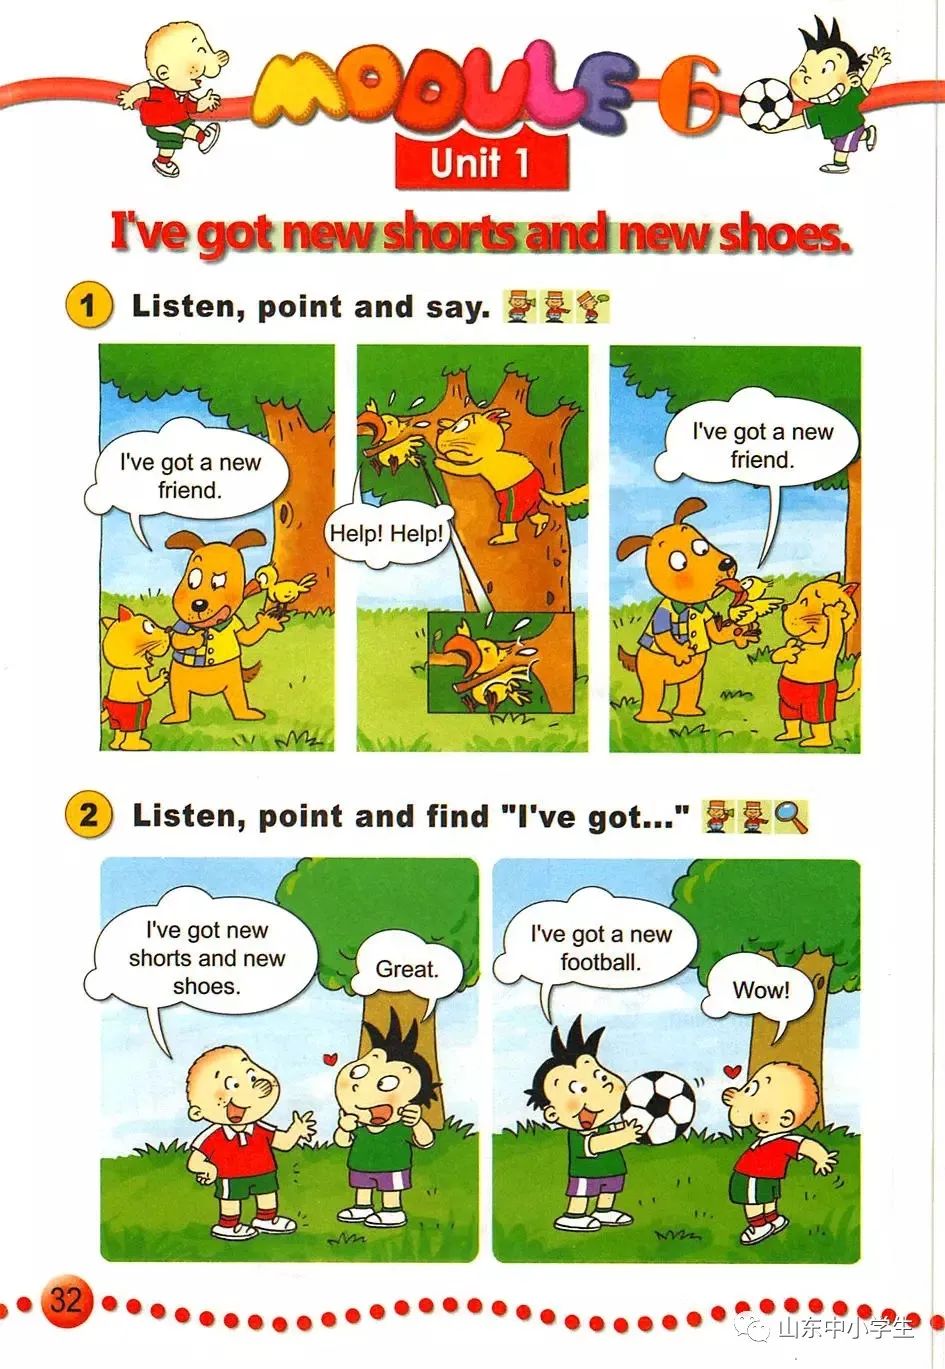 MODULE 6
Unit 1
I've got new shorts and new shoes.
1 Listen, point and say.
I've got a new
friend.
Help! Help!
I've got a new
friend.
2 Listen, point and find "I've got..."
I've got new
shorts and new
shoes.
Great.
I've got a new
football.
Wow!
32
山东中小学生